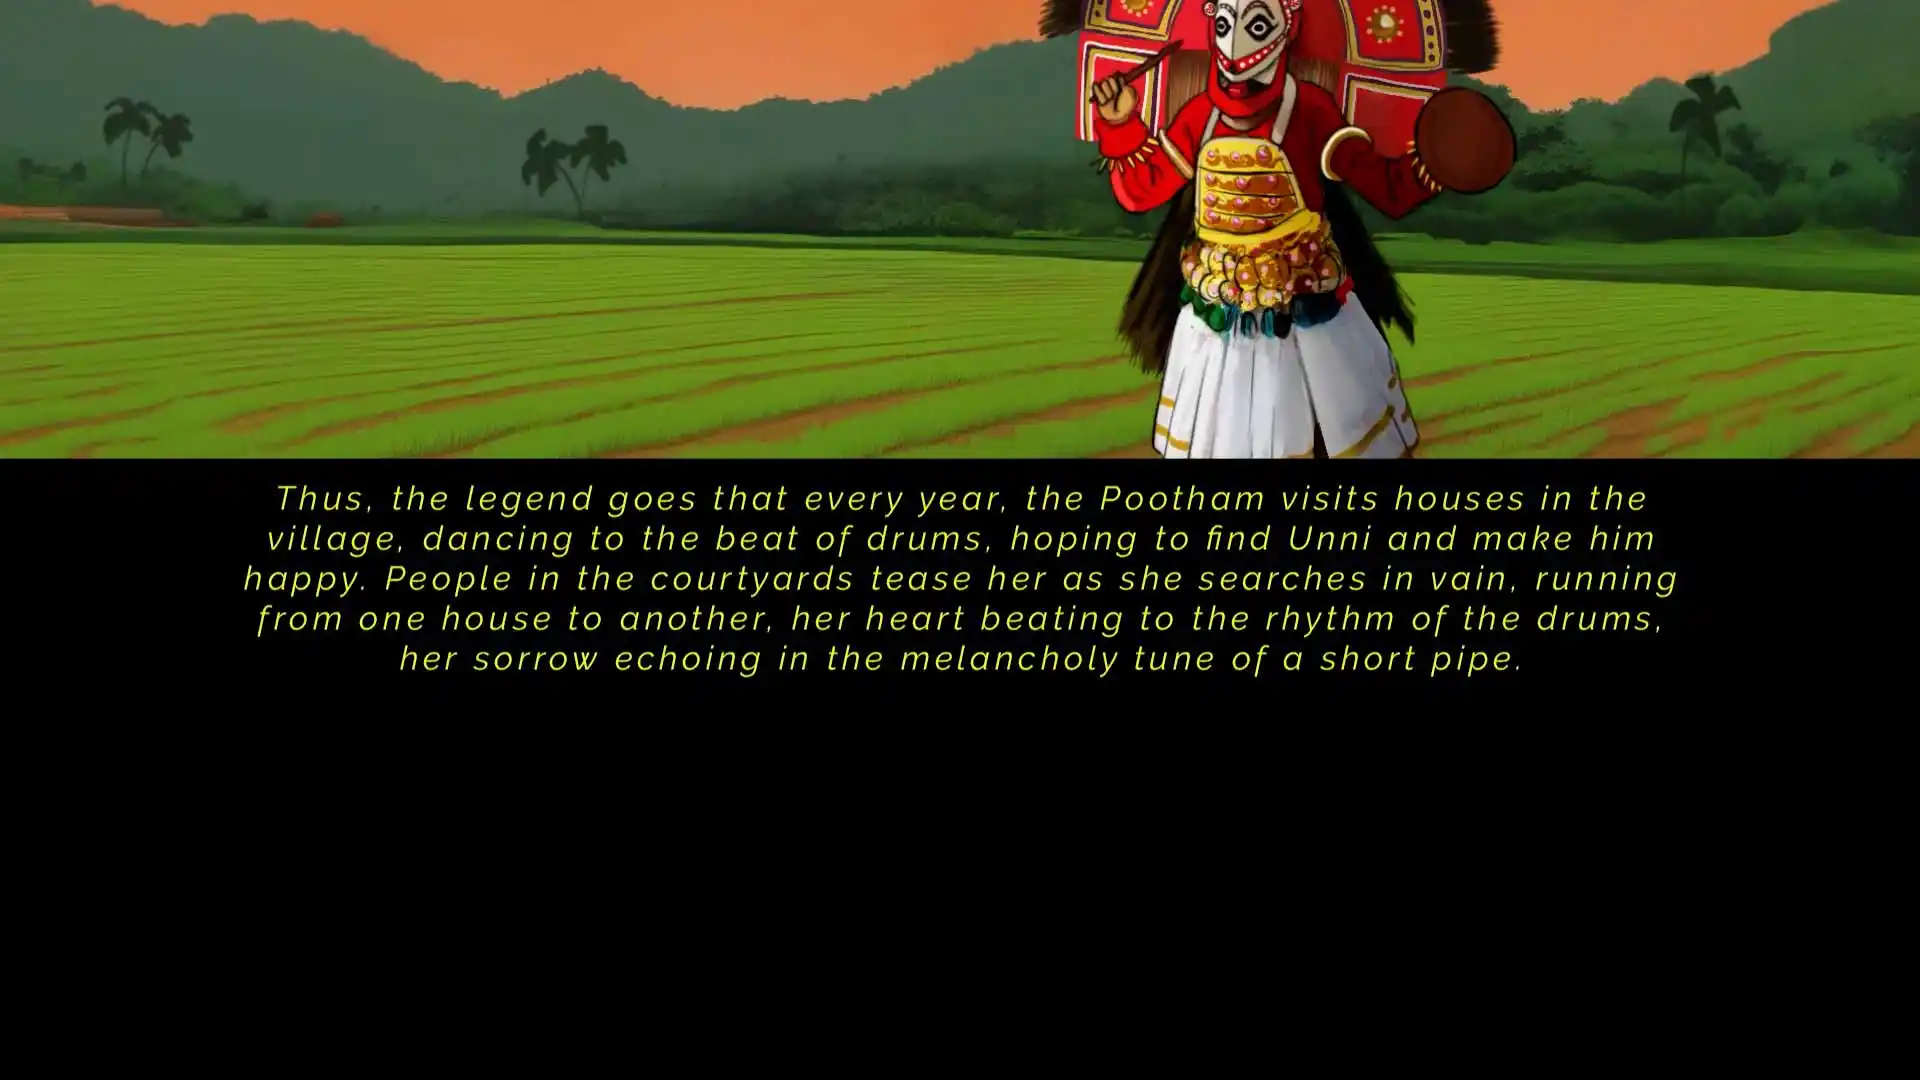 Thus, the legend goes that every year, the Pootham visits houses in the
village, dancing to the beat of drums, hoping to find Unni and make him
happy. People in the courtyards tease her as she searches in vain, running
from one house to another, her heart beating to the rhythm of the drums,
her sorrow echoing in the melancholy tune of a short pipe.